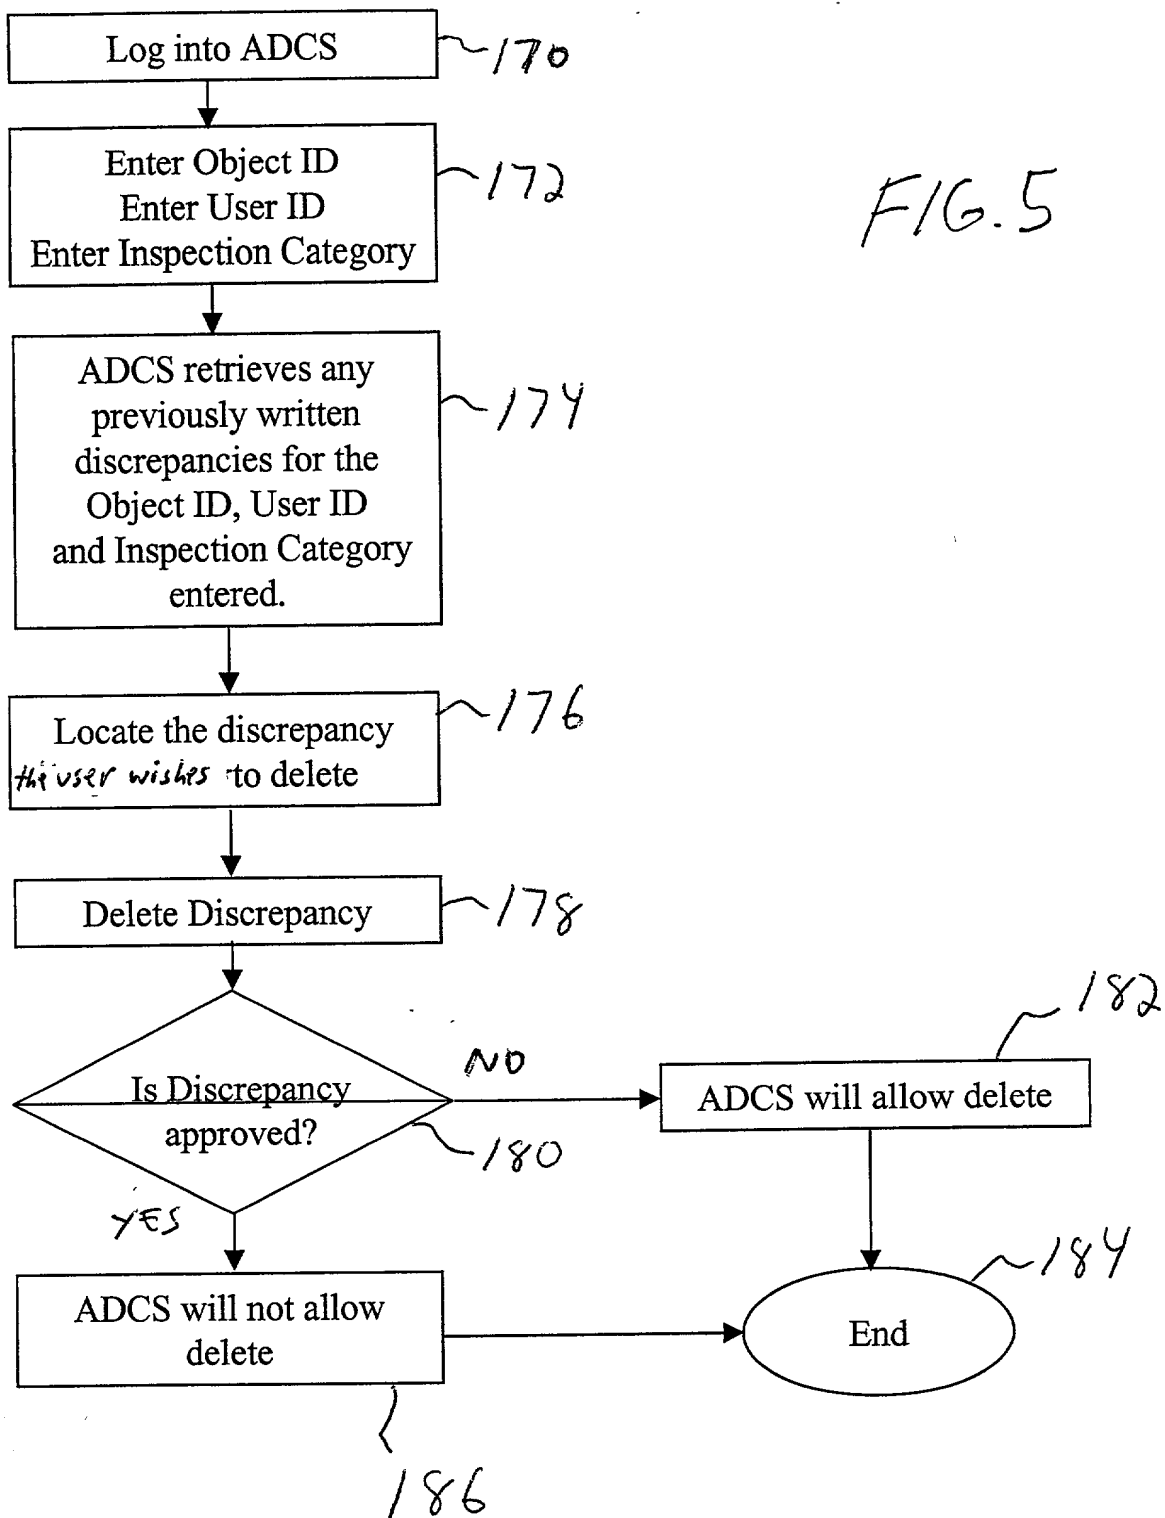 Log into ADCS
170
Enter Object ID
Enter User ID
Enter Inspection Category
172
FIG. 5
ADCS retrieves any
previously written
discrepancies for the
Object ID, User ID
and Inspection Category
entered.
174
Locate the discrepancy
the user wishes to delete
176
Delete Discrepancy
178
Is Discrepancy
approved?
180
NO
YES
ADCS will allow delete
182
ADCS will not allow
delete
186
End
184